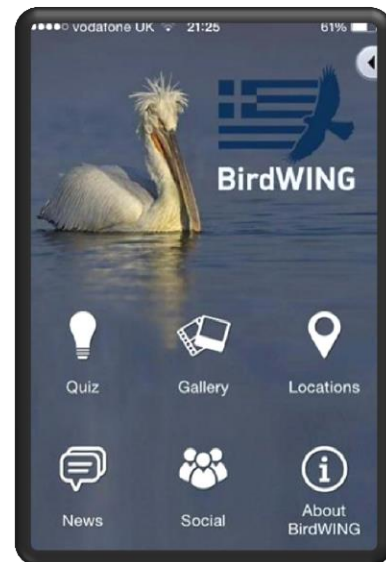 vodafone UK 21:25 61%
BirdWING
Quiz Gallery Locations
News Social About
BirdWING